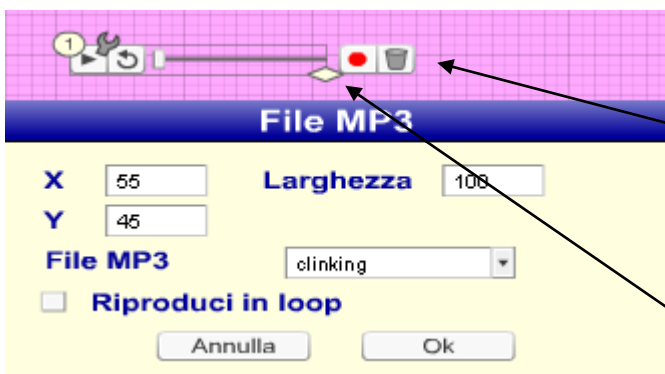 1
File MP3
X 55 Larghezza 100
Y 45
File MP3 clinking
Riproduci in loop
Annulla Ok